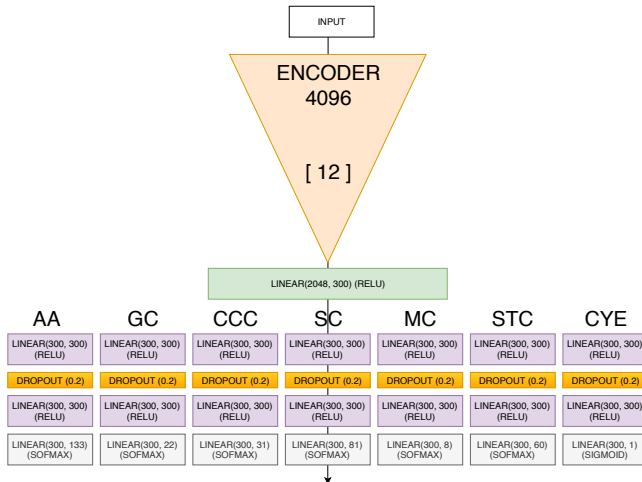 INPUT
ENCODER
4096
[ 12 ]
LINEAR(2048, 300) (RELU)
AA GC CCC SC MC STC CYE
LINEAR(300, 300) LINEAR(300, 300) LINEAR(300, 300) LINEAR(300, 300) LINEAR(300, 300) LINEAR(300, 300) LINEAR(300, 300)
(RELU) (RELU) (RELU) (RELU) (RELU) (RELU) (RELU)
DROPOUT (0.2) DROPOUT (0.2) DROPOUT (0.2) DROPOUT (0.2) DROPOUT (0.2) DROPOUT (0.2) DROPOUT (0.2)
LINEAR(300, 300) LINEAR(300, 300) LINEAR(300, 300) LINEAR(300, 300) LINEAR(300, 300) LINEAR(300, 300) LINEAR(300, 300)
(RELU) (RELU) (RELU) (RELU) (RELU) (RELU) (RELU)
LINEAR(300, 133) LINEAR(300, 22) LINEAR(300, 31) LINEAR(300, 81) LINEAR(300, 8) LINEAR(300, 60) LINEAR(300, 1)
(SOFMAX) (SOFMAX) (SOFMAX) (SOFMAX) (SOFMAX) (SOFMAX) (SIGMOID)